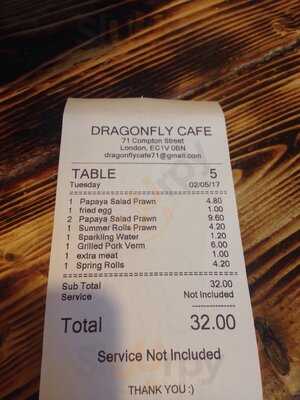 DRAGONFLY CAFE
71 Compton Street
London, EC1V 0BN
dragonflycafe71@gmail.com
TABLE 5
Tuesday 02/05/17
1 Papaya Salad Prawn 4.80
1 fried egg 1.00
2 Papaya Salad Prawn 9.60
1 Summer Rolls Prawn 4.20
1 Sparkling Water 1.20
1 Grilled Pork Verm 6.00
1 extra meat 1.00
1 Spring Rolls 4.20
Sub Total 32.00
Service Not Included
Total 32.00
Service Not Included
THANK YOU :)